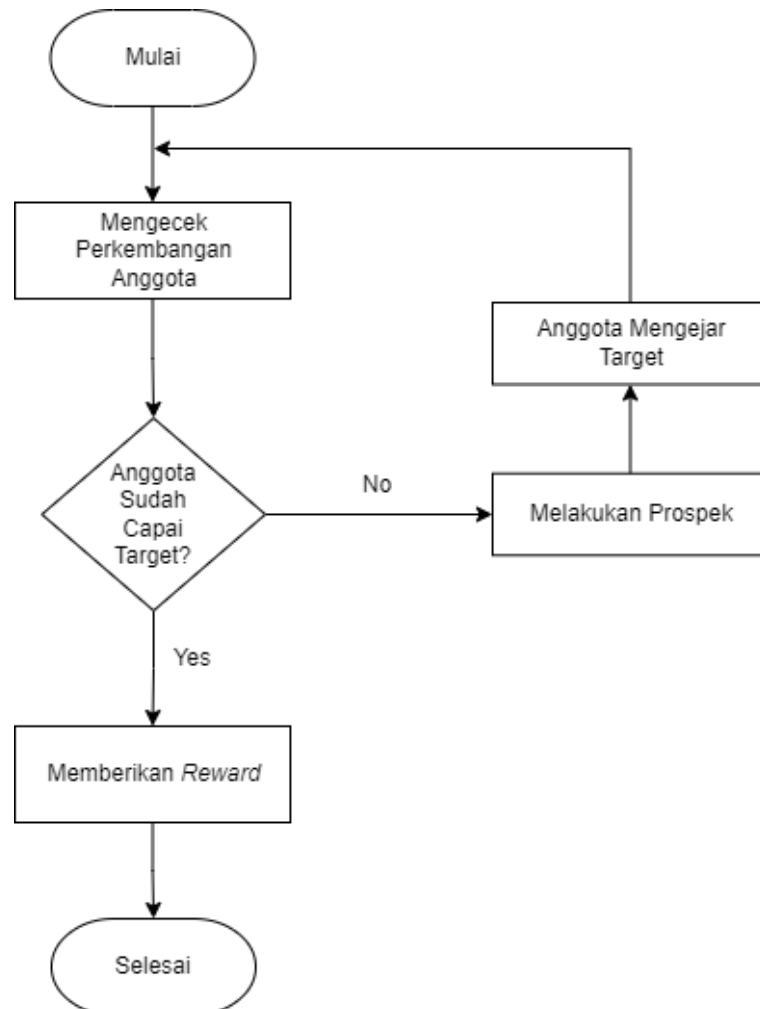 Mulai
Mengecek
Perkembangan
Anggota
Anggota Mengejar
Target
Anggota
Sudah
Capai
Target?
No
Melakukan Prospek
Yes
Memberikan Reward
Selesai